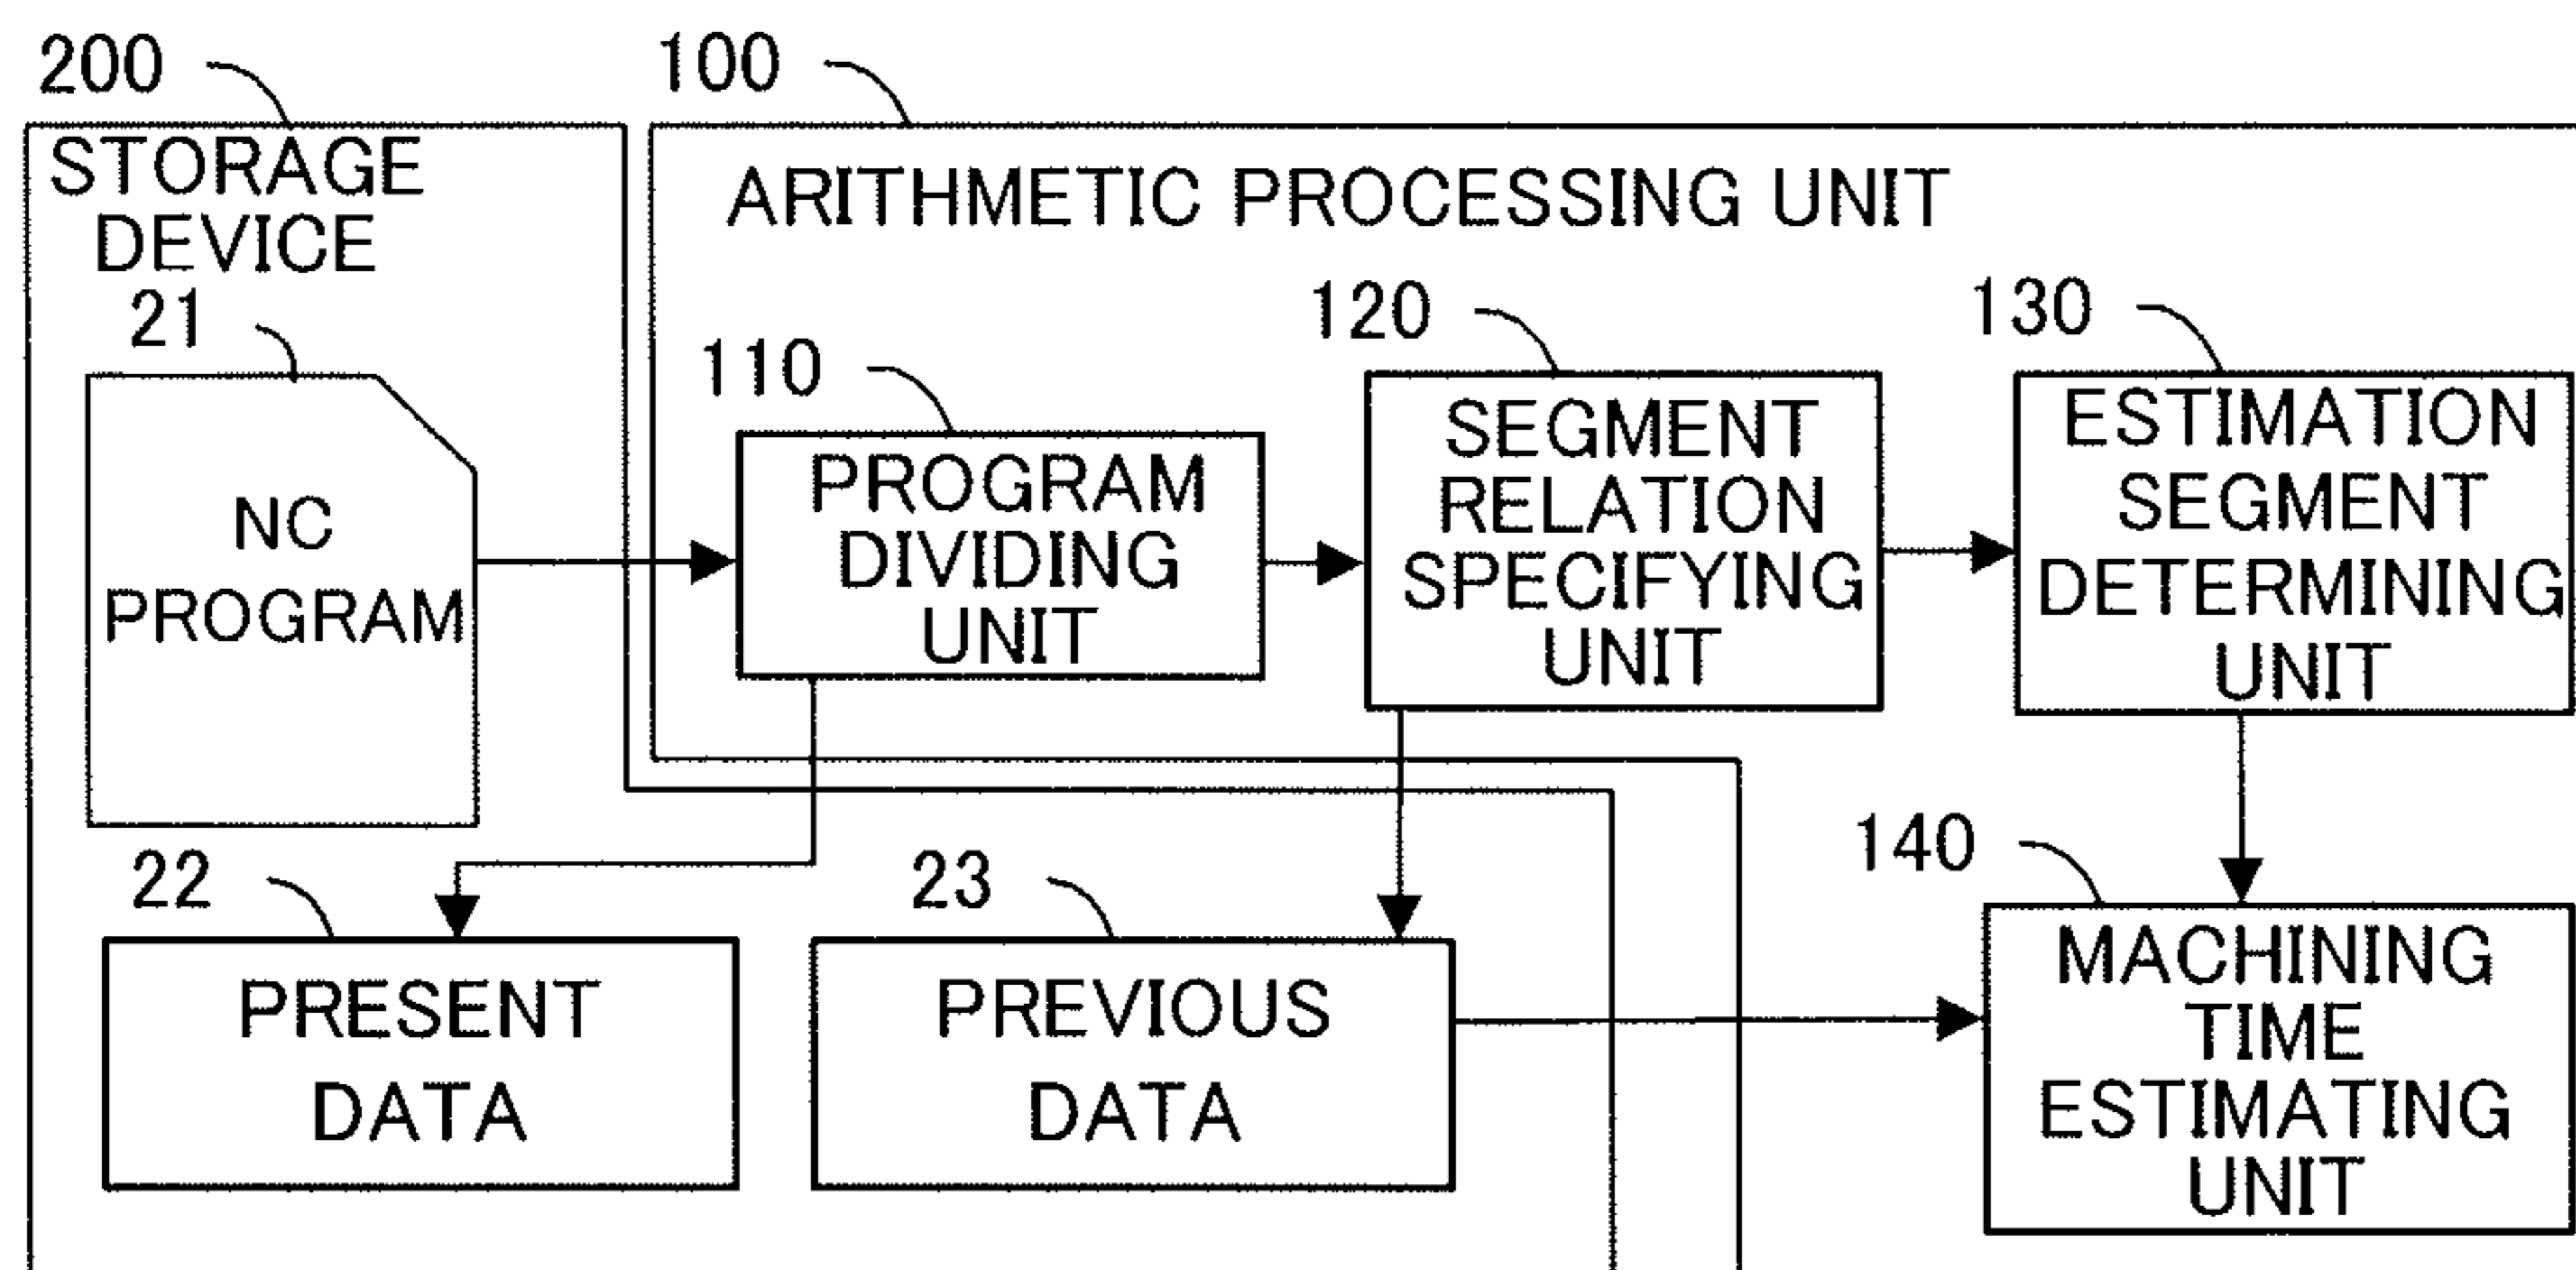 200
100
STORAGE
DEVICE
ARITHMETIC PROCESSING UNIT
21
110
120
130
NC
PROGRAM
PROGRAM
DIVIDING
UNIT
SEGMENT
RELATION
SPECIFYING
UNIT
ESTIMATION
SEGMENT
DETERMINING
UNIT
22
23
140
PRESENT
DATA
PREVIOUS
DATA
MACHINING
TIME
ESTIMATING
UNIT